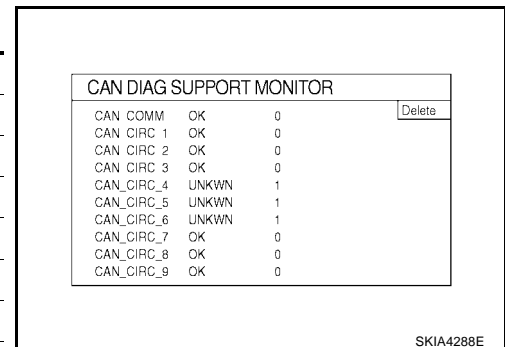 CAN DIAG SUPPORT MONITOR
Delete
CAN COMM OK 0
CAN CIRC 1 OK 0
CAN CIRC 2 OK 0
CAN CIRC 3 OK 0
CAN_CIRC_4 UNKWN 1
CAN_CIRC_5 UNKWN 1
CAN_CIRC_6 UNKWN 1
CAN_CIRC_7 OK 0
CAN_CIRC_8 OK 0
CAN_CIRC_9 OK 0
SKIA4288E